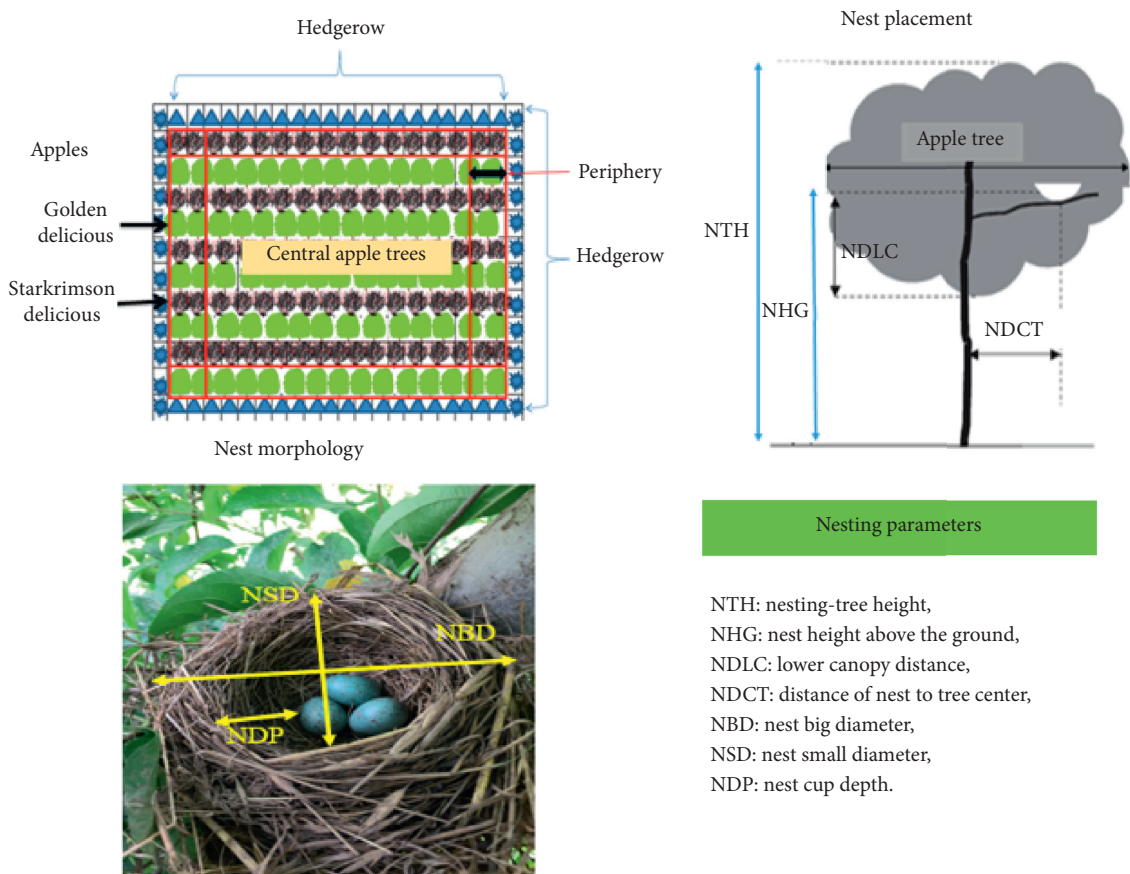 Hedgerow
Apples
Golden
delicious
Starkrimson
delicious
Central apple trees
Periphery
Hedgerow
Nest placement
Apple tree
NTH
NDLC
NHG
NDCT
Nest morphology
NSD
NBD
NDP
Nesting parameters
NTH: nesting-tree height,
NHG: nest height above the ground,
NDLC: lower canopy distance,
NDCT: distance of nest to tree center,
NBD: nest big diameter,
NSD: nest small diameter,
NDP: nest cup depth.